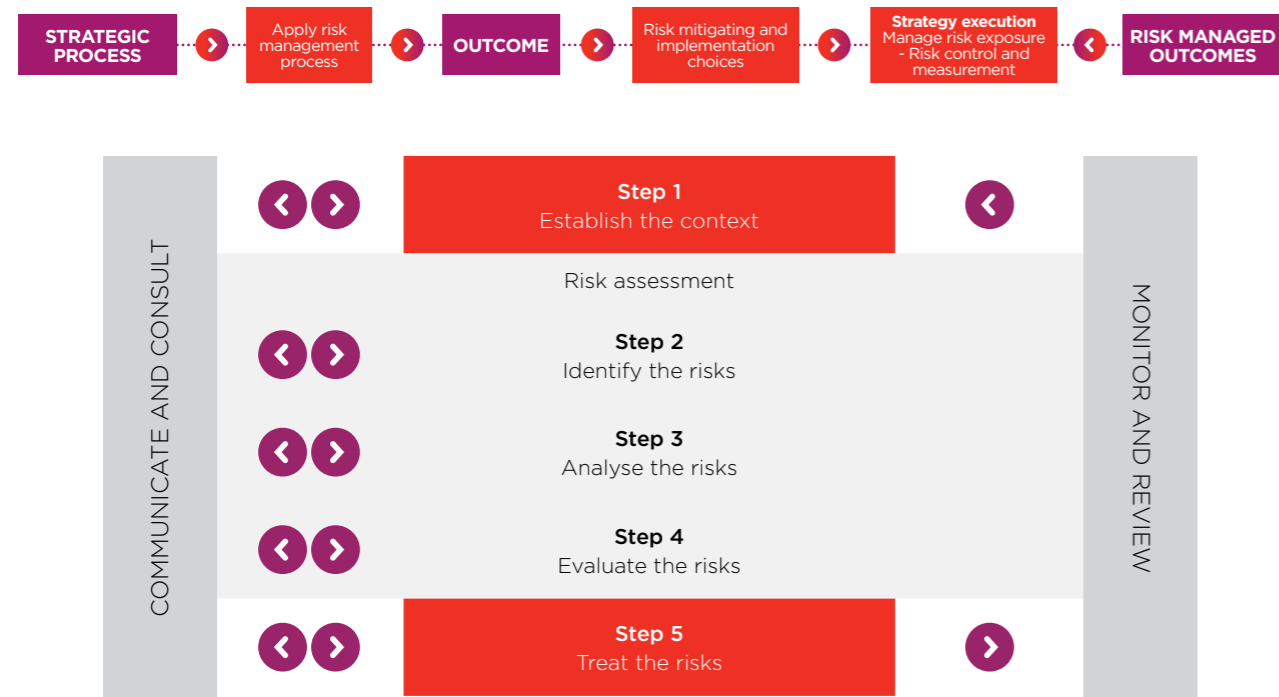 STRATEGIC
PROCESS
Apply risk
management
process
OUTCOME
Risk mitigating and
implementation
choices
Strategy execution
Manage risk exposure
- Risk control and
measurement
RISK MANAGED
OUTCOMES
COMMUNICATE AND CONSULT
Step 1
Establish the context
Risk assessment
Step 2
Identify the risks
Step 3
Analyse the risks
Step 4
Evaluate the risks
Step 5
Treat the risks
MONITOR AND REVIEW